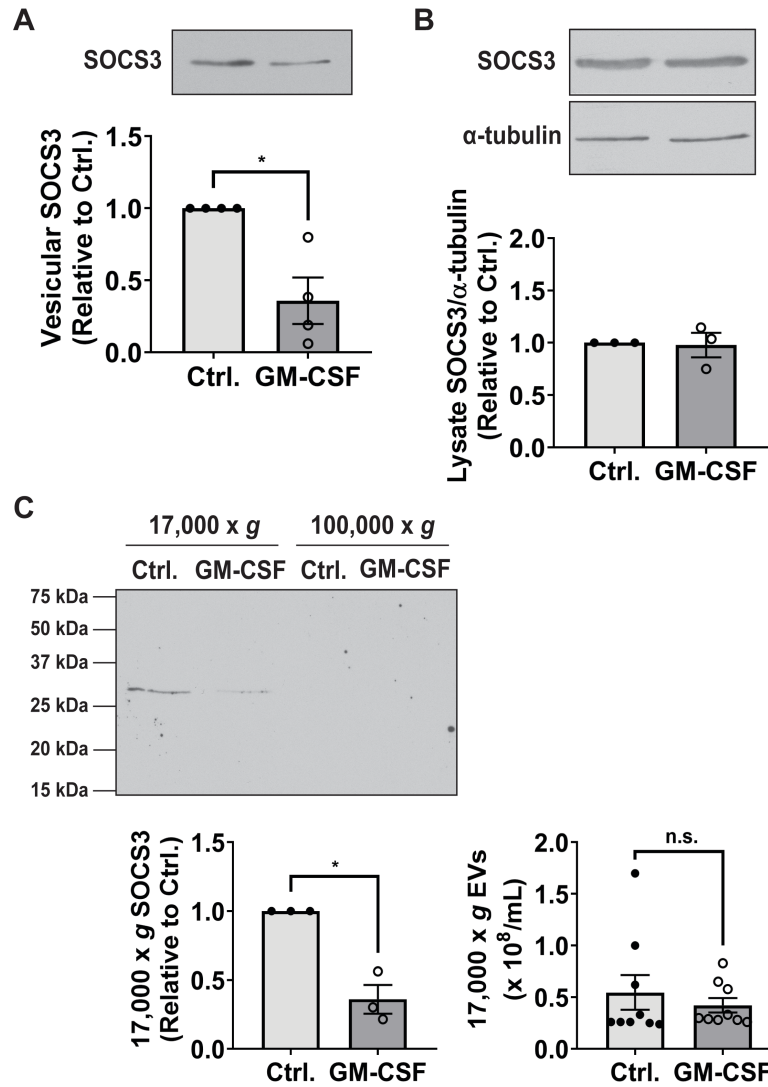 A
SOCS3
Vesicular SOCS3
(Relative to Ctrl.)
1.5
1.0
0.5
0.0
*
Ctrl. GM-CSF
B
SOCS3
α-tubulin
Lysate SOCS3/α-tubulin
(Relative to Ctrl.)
2.0
1.5
1.0
0.5
0.0
Ctrl. GM-CSF
C
17,000 x g 100,000 x g
Ctrl. GM-CSF Ctrl. GM-CSF
75 kDa
50 kDa
37 kDa
25 kDa
20 kDa
15 kDa
17,000 x g SOCS3
(Relative to Ctrl.)
1.5
1.0
0.5
0.0
*
Ctrl. GM-CSF
17,000 x g EVs
(x 10⁸/mL)
2.0
1.5
1.0
0.5
0.0
n.s.
Ctrl. GM-CSF